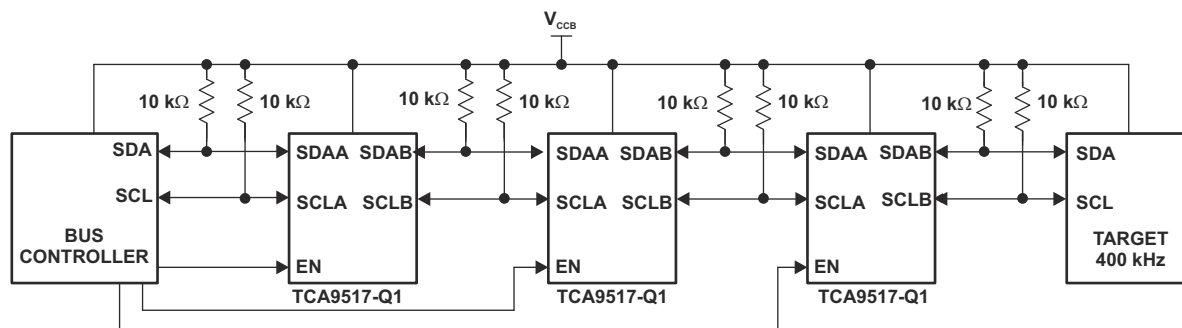 VCCB
10 kΩ 10 kΩ 10 kΩ 10 kΩ 10 kΩ 10 kΩ 10 kΩ 10 kΩ
SDA SDAA SDAB SDAA SDAB SDAA SDAB SDA
SCL SCLA SCLB SCLA SCLB SCLA SCLB SCL
BUS
CONTROLLER
TARGET
400 kHz
EN EN EN
TCA9517-Q1 TCA9517-Q1 TCA9517-Q1